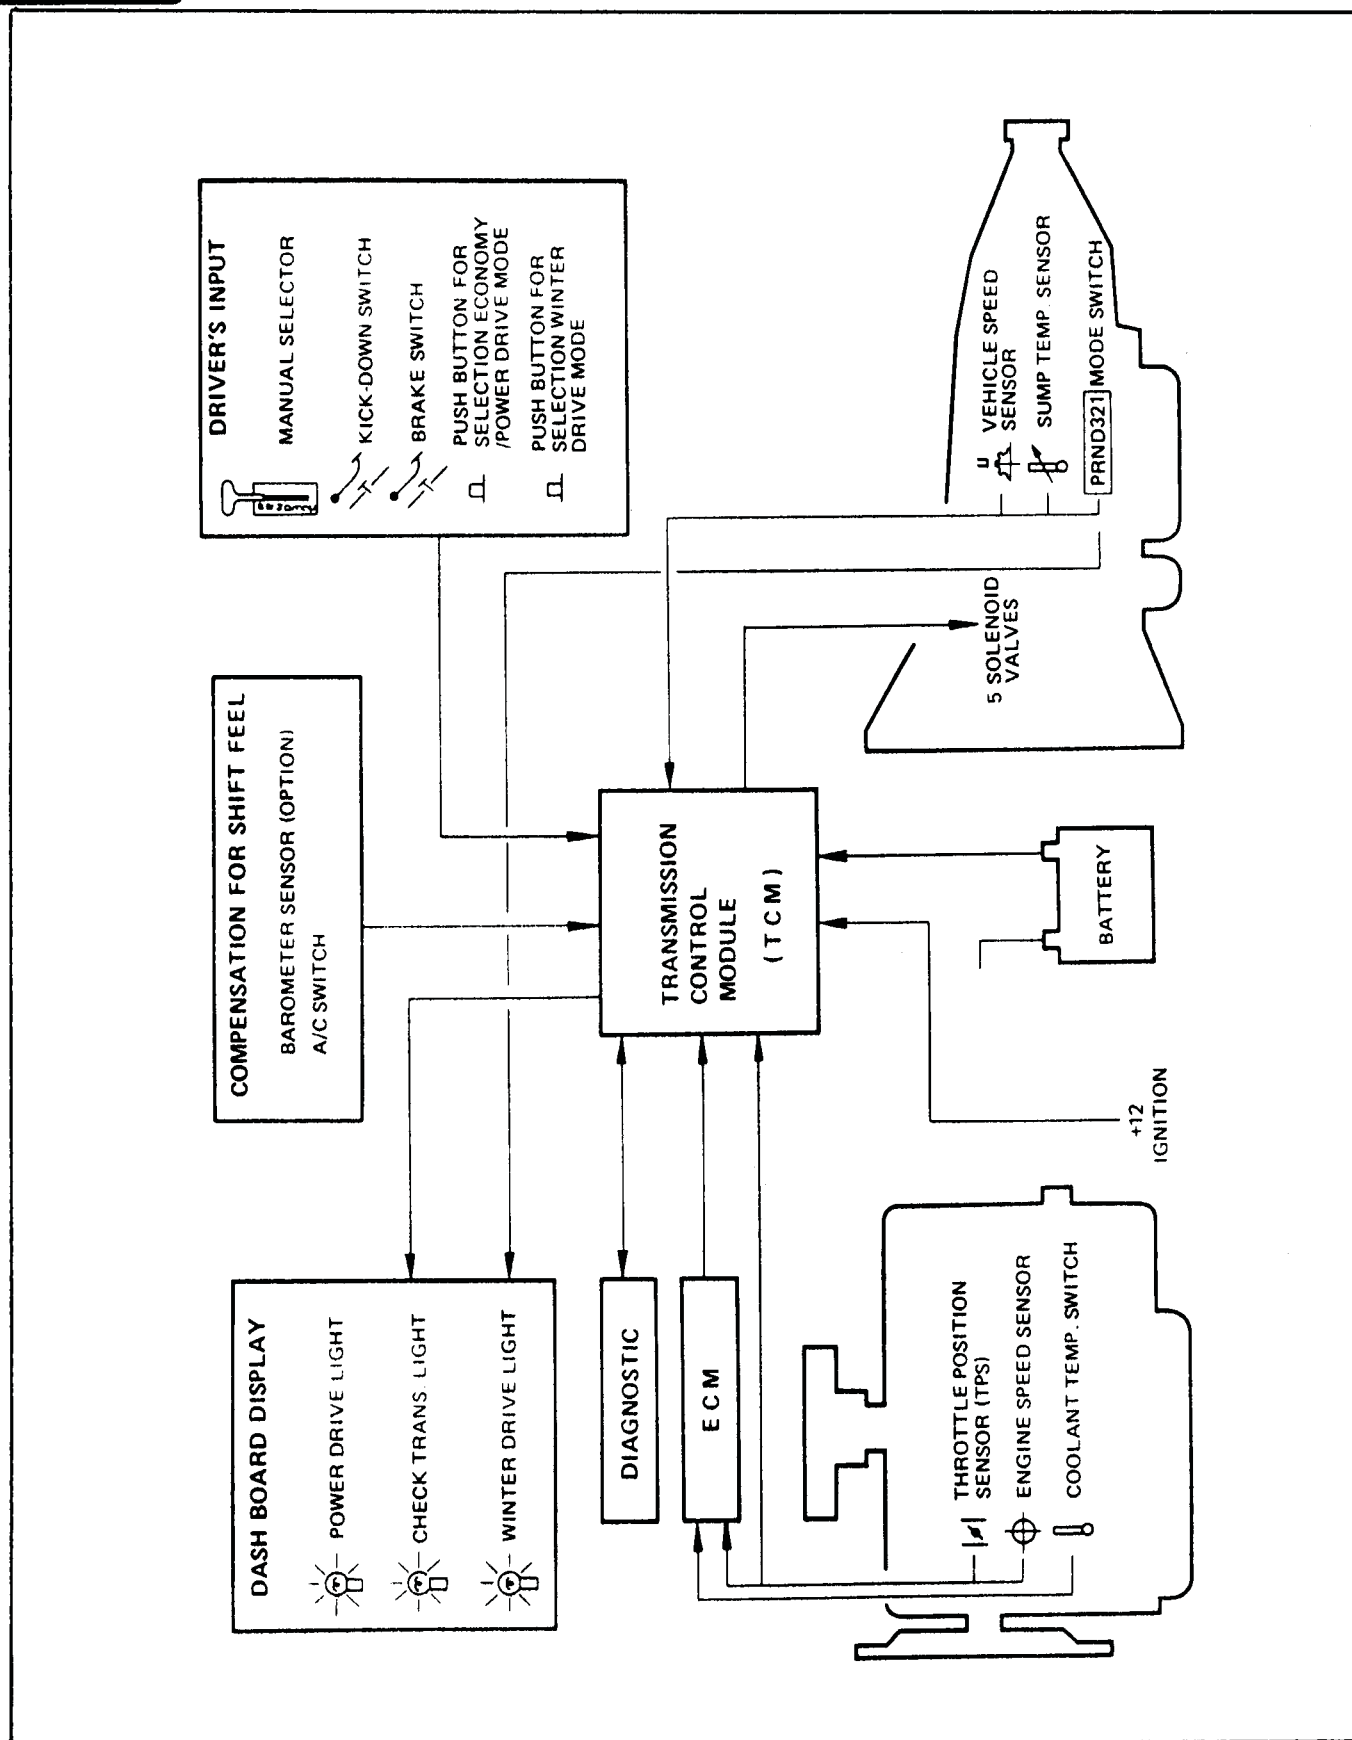 DASH BOARD DISPLAY
POWER DRIVE LIGHT
CHECK TRANS. LIGHT
WINTER DRIVE LIGHT
COMPENSATION FOR SHIFT FEEL
BAROMETER SENSOR (OPTION)
A/C SWITCH
DRIVER'S INPUT
MANUAL SELECTOR
KICK-DOWN SWITCH
BRAKE SWITCH
PUSH BUTTON FOR
SELECTION ECONOMY
/POWER DRIVE MODE
PUSH BUTTON FOR
SELECTION WINTER
DRIVE MODE
DIAGNOSTIC
ECM
TRANSMISSION
CONTROL
MODULE
(TCM)
THROTTLE POSITION
SENSOR (TPS)
ENGINE SPEED SENSOR
COOLANT TEMP. SWITCH
+12
IGNITION
BATTERY
5 SOLENOID
VALVES
VEHICLE SPEED
SENSOR
SUMP TEMP. SENSOR
PRND321 MODE SWITCH